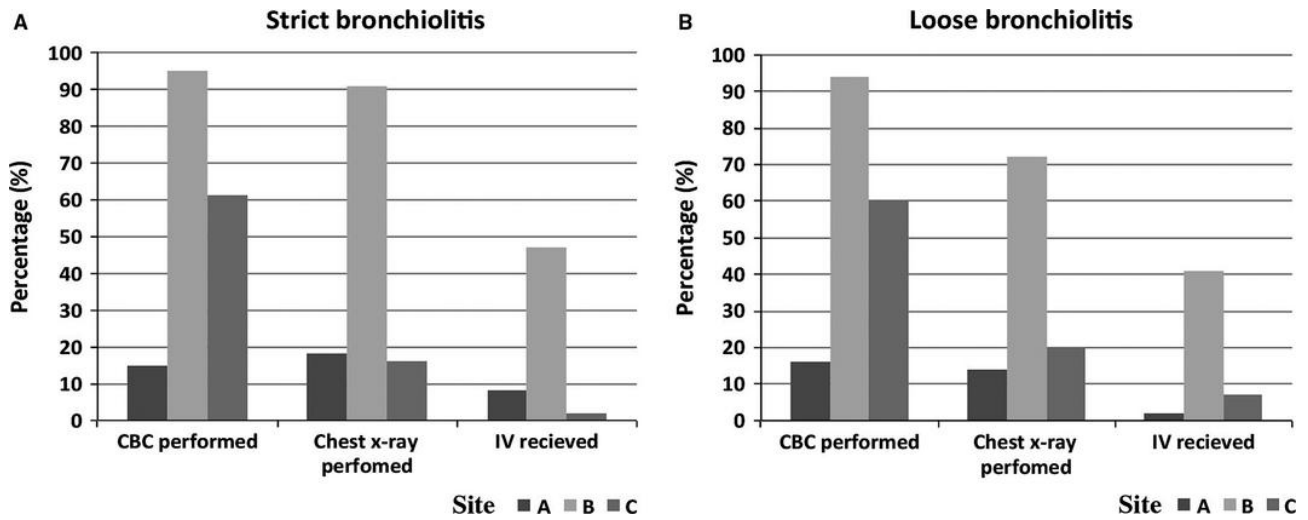 A
Strict bronchiolitis
Percentage (%)
100
90
80
70
60
50
40
30
20
10
0
CBC performed
Chest x-ray
perfomed
IV recieved
Site A B C
B
Loose bronchiolitis
Percentage (%)
100
90
80
70
60
50
40
30
20
10
0
CBC performed
Chest x-ray
perfomed
IV recieved
Site A B C